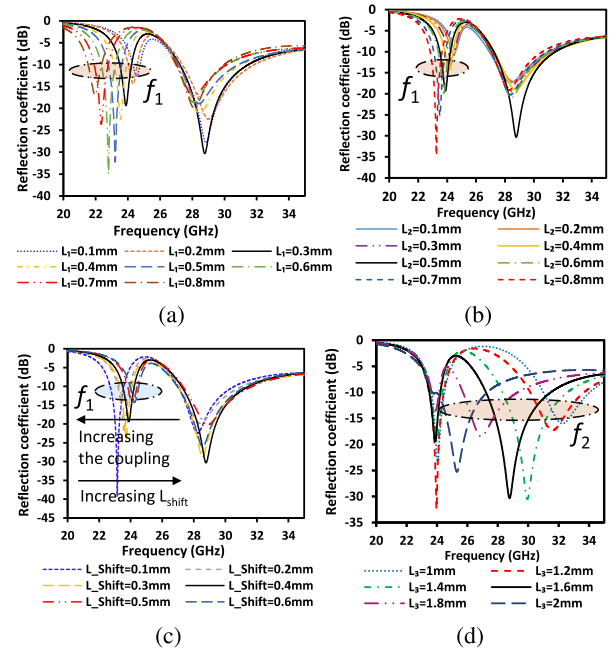 (a)
Reflection coefficient (dB)
0
-5
-10
-15
-20
-25
-30
-35
-40
f1
20 22 24 26 28 30 32 34
Frequency (GHz)
L₁=0.1mm L₁=0.2mm L₁=0.3mm
L₁=0.4mm L₁=0.5mm L₁=0.6mm
L₁=0.7mm L₁=0.8mm
(a)
(b)
Reflection coefficient (dB)
0
-5
-10
-15
-20
-25
-30
-35
-40
f1
20 22 24 26 28 30 32 34
Frequency (GHz)
L₂=0.1mm L₂=0.2mm
L₂=0.3mm L₂=0.4mm
L₂=0.5mm L₂=0.6mm
L₂=0.7mm L₂=0.8mm
(b)
Reflection coefficient (dB)
0
-5
-10
-15
-20
-25
-30
-35
-40
-45
f1
Increasing
the coupling
Increasing Lshift
20 22 24 26 28 30 32 34
Frequency (GHz)
L_Shift=0.1mm L_Shift=0.2mm
L_Shift=0.3mm L_Shift=0.4mm
L_Shift=0.5mm L_Shift=0.6mm
(c)
Reflection coefficient (dB)
0
-5
-10
-15
-20
-25
-30
-35
f2
20 22 24 26 28 30 32 34
Frequency (GHz)
L₃=1mm L₃=1.2mm
L₃=1.4mm L₃=1.6mm
L₃=1.8mm L₃=2mm
(d)